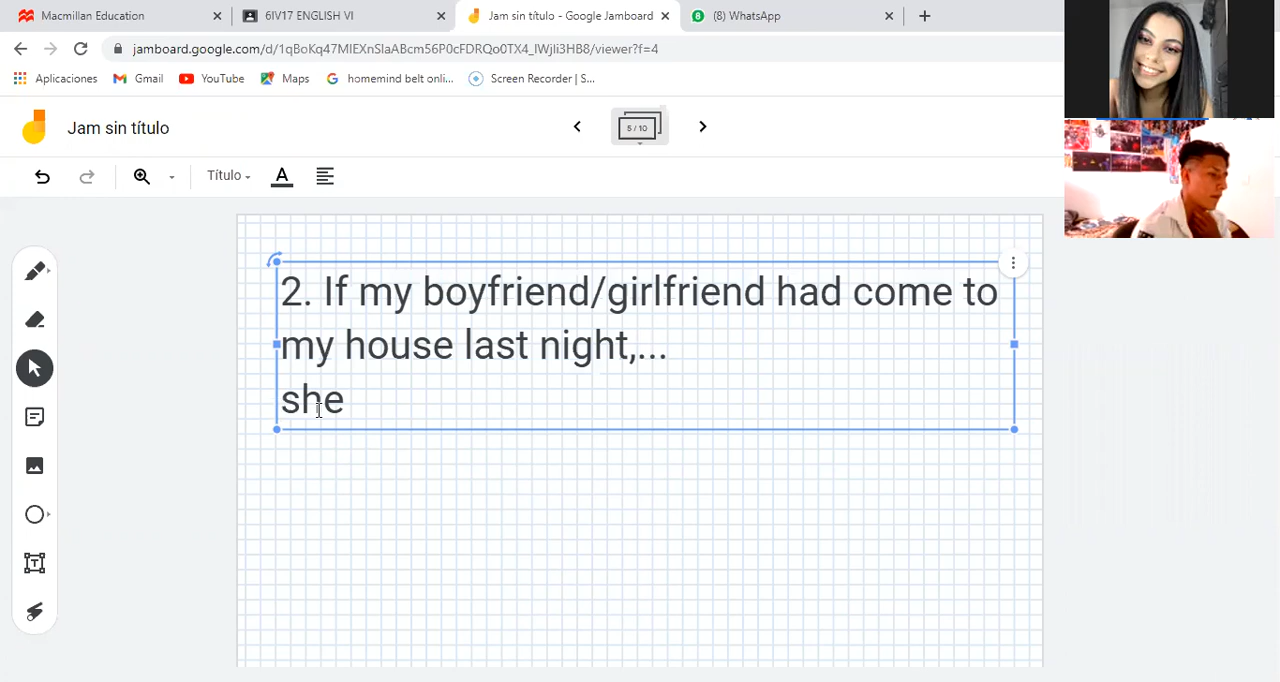 Macmillan Education
6IV17 ENGLISH VI
Jam sin título - Google Jamboard
8
(8) WhatsApp
jamboard.google.com/d/1qBoKq47MlEXnSlaABcm56P0cFDRQo0TX4_lWjli3HB8/viewer?f=4
Aplicaciones
Gmail
YouTube
Maps
homemind belt onli...
Screen Recorder | S...
Jam sin título
5 / 10
Título
A
2. If my boyfriend/girlfriend had come to
my house last night,...
she
T